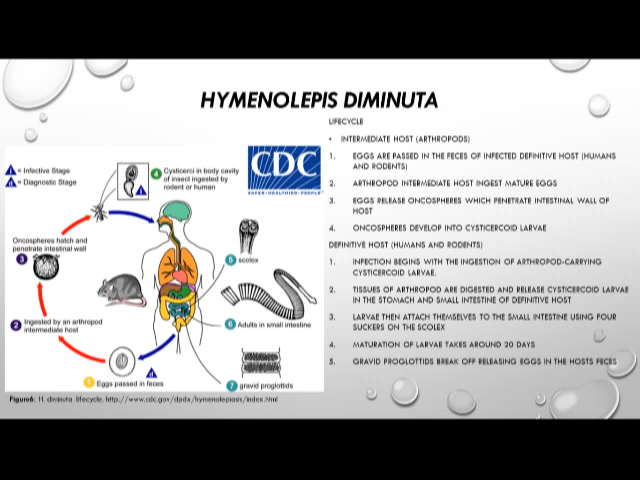 HYMENOLEPIS DIMINUTA
LIFECYCLE
• INTERMEDIATE HOST (ARTHROPODS)
1. EGGS ARE PASSED IN THE FECES OF INFECTED DEFINITIVE HOST (HUMANS
AND RODENTS)
2. ARTHROPOD INTERMEDIATE HOST INGEST MATURE EGGS
3. EGGS RELEASE ONCOSPHERES WHICH PENETRATE INTESTINAL WALL OF
HOST
4. ONCOSPHERES DEVELOP INTO CYSTICERCOID LARVAE
DEFINITIVE HOST (HUMANS AND RODENTS)
1. INFECTION BEGINS WITH THE INGESTION OF ARTHROPOD-CARRYING
CYSTICERCOID LARVAE.
2. TISSUES OF ARTHROPOD ARE DIGESTED AND RELEASE CYSTICERCOID LARVAE
IN THE STOMACH AND SMALL INTESTINE OF DEFINITIVE HOST
3. LARVAE THEN ATTACH THEMSELVES TO THE SMALL INTESTINE USING FOUR
SUCKERS ON THE SCOLEX
4. MATURATION OF LARVAE TAKES AROUND 20 DAYS
5. GRAVID PROGLOTTIDS BREAK OFF RELEASING EGGS IN THE HOSTS FECES
i = Infective Stage
d = Diagnostic Stage
4 Cysticerci in body cavity
of insect ingested by
rodent or human
i
CDC
SAFER·HEALTHIER·PEOPLE
Oncospheres hatch and
penetrate intestinal wall
3
5 scolex
2 Ingested by an arthropod
intermediate host
6 Adults in small intestine
d
1 Eggs passed in feces
7 gravid proglottids
Figure6. H. diminuta lifecycle. http://www.cdc.gov/dpdx/hymenolepiasis/index.html